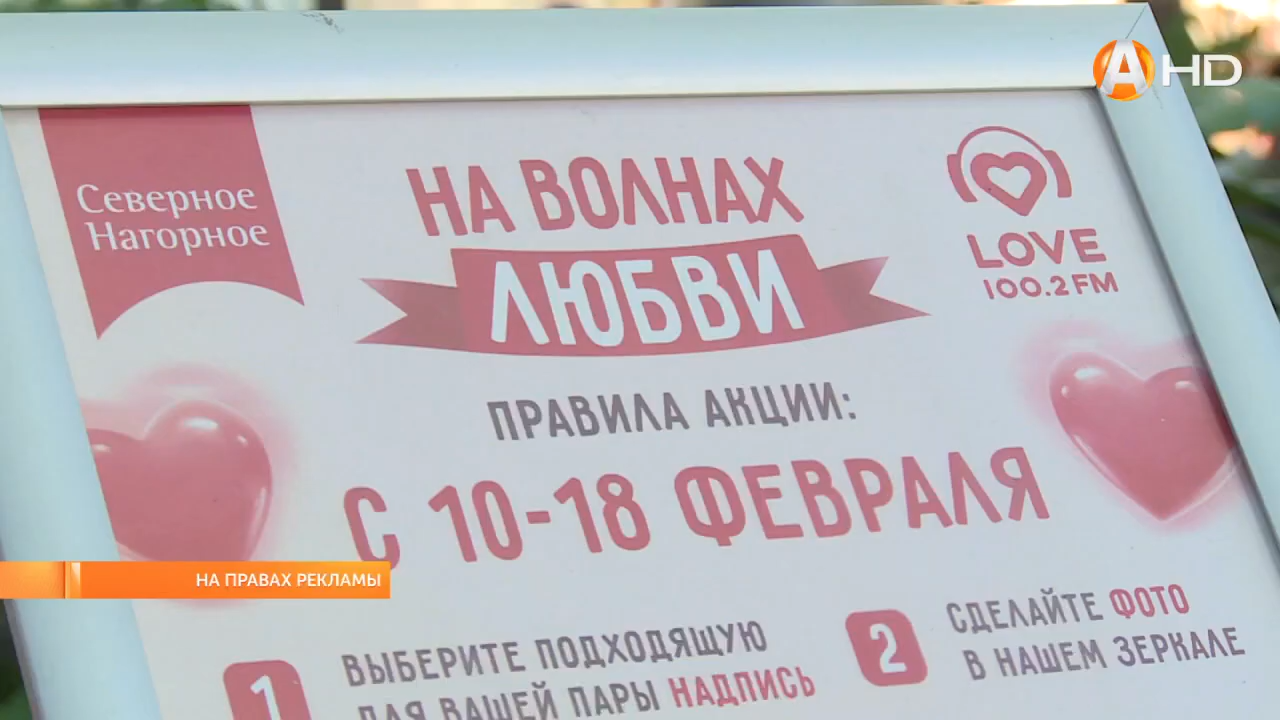 А HD
Северное
Нагорное
НА ВОЛНАХ
ЛЮБВИ
LOVE
100.2 FM
ПРАВИЛА АКЦИИ:
С 10-18 ФЕВРАЛЯ
НА ПРАВАХ РЕКЛАМЫ
1
ВЫБЕРИТЕ ПОДХОДЯЩУЮ
ДЛЯ ВАШЕЙ ПАРЫ НАДПИСЬ
2
СДЕЛАЙТЕ ФОТО
В НАШЕМ ЗЕРКАЛЕ